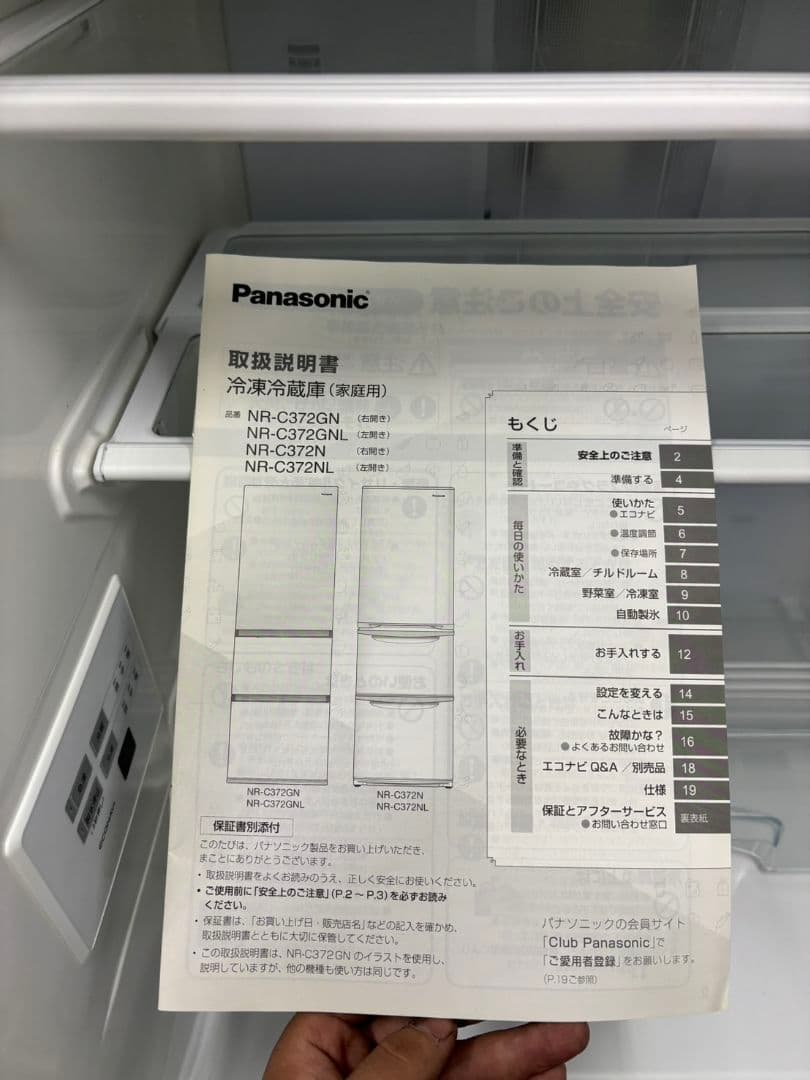 Panasonic
取扱説明書
冷凍冷蔵庫(家庭用)
品番 NR-C372GN (右開き)
NR-C372GNL (左開き)
NR-C372N (右開き)
NR-C372NL (左開き)
NR-C372GN
NR-C372GNL
NR-C372N
NR-C372NL
保証書別添付
このたびは、パナソニック製品をお買い上げいただき、
まことにありがとうございます。
・取扱説明書をよくお読みのうえ、正しく安全にお使いください。
・ご使用前に「安全上のご注意」(P.2〜P.3)を必ずお読み
ください。
・保証書は、「お買い上げ日・販売店名」などの記入を確かめ、
取扱説明書とともに大切に保管してください。
・この取扱説明書は、NR-C372GNのイラストを使用し、
説明していますが、他の機種も使い方は同じです。
もくじ
ページ
準備と確認
安全上のご注意 2
準備する 4
毎日の使いかた
使いかた
●エコナビ 5
●温度調節 6
●保存場所 7
冷蔵室/チルドルーム 8
野菜室/冷凍室 9
自動製氷 10
お手入れ
お手入れする 12
必要なとき
設定を変える 14
こんなときは 15
故障かな?
●よくあるお問い合わせ 16
エコナビQ&A/別売品 18
仕様 19
保証とアフターサービス
●お問い合わせ窓口 裏表紙
パナソニックの会員サイト
「Club Panasonic」で
「ご愛用者登録」をお願いします。
(P.19ご参照)